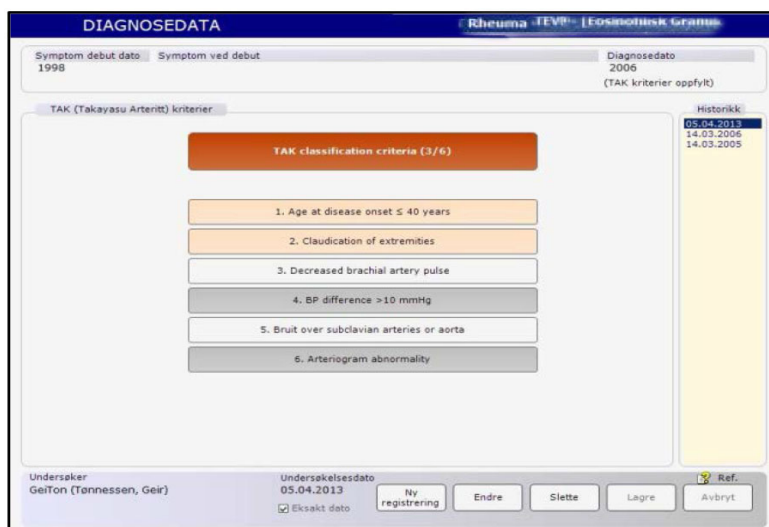 DIAGNOSEDATA
Rheuma TEVP [Eosinofilsk Granu
Symptom debut dato Symptom ved debut Diagnosedato
1998 2006
(TAK kriterier oppfylt)
TAK (Takayasu Arteritt) kriterier Historikk
05.04.2013
14.03.2006
14.03.2005
TAK classification criteria (3/6)
1. Age at disease onset ≤ 40 years
2. Claudication of extremities
3. Decreased brachial artery pulse
4. BP difference >10 mmHg
5. Bruit over subclavian arteries or aorta
6. Arteriogram abnormality
Undersøker Undersøkelsesdato Ref.
GeiTon (Tønnessen, Geir) 05.04.2013
Eksakt dato
Ny
registrering
Endre
Slette
Lagre
Avbryt